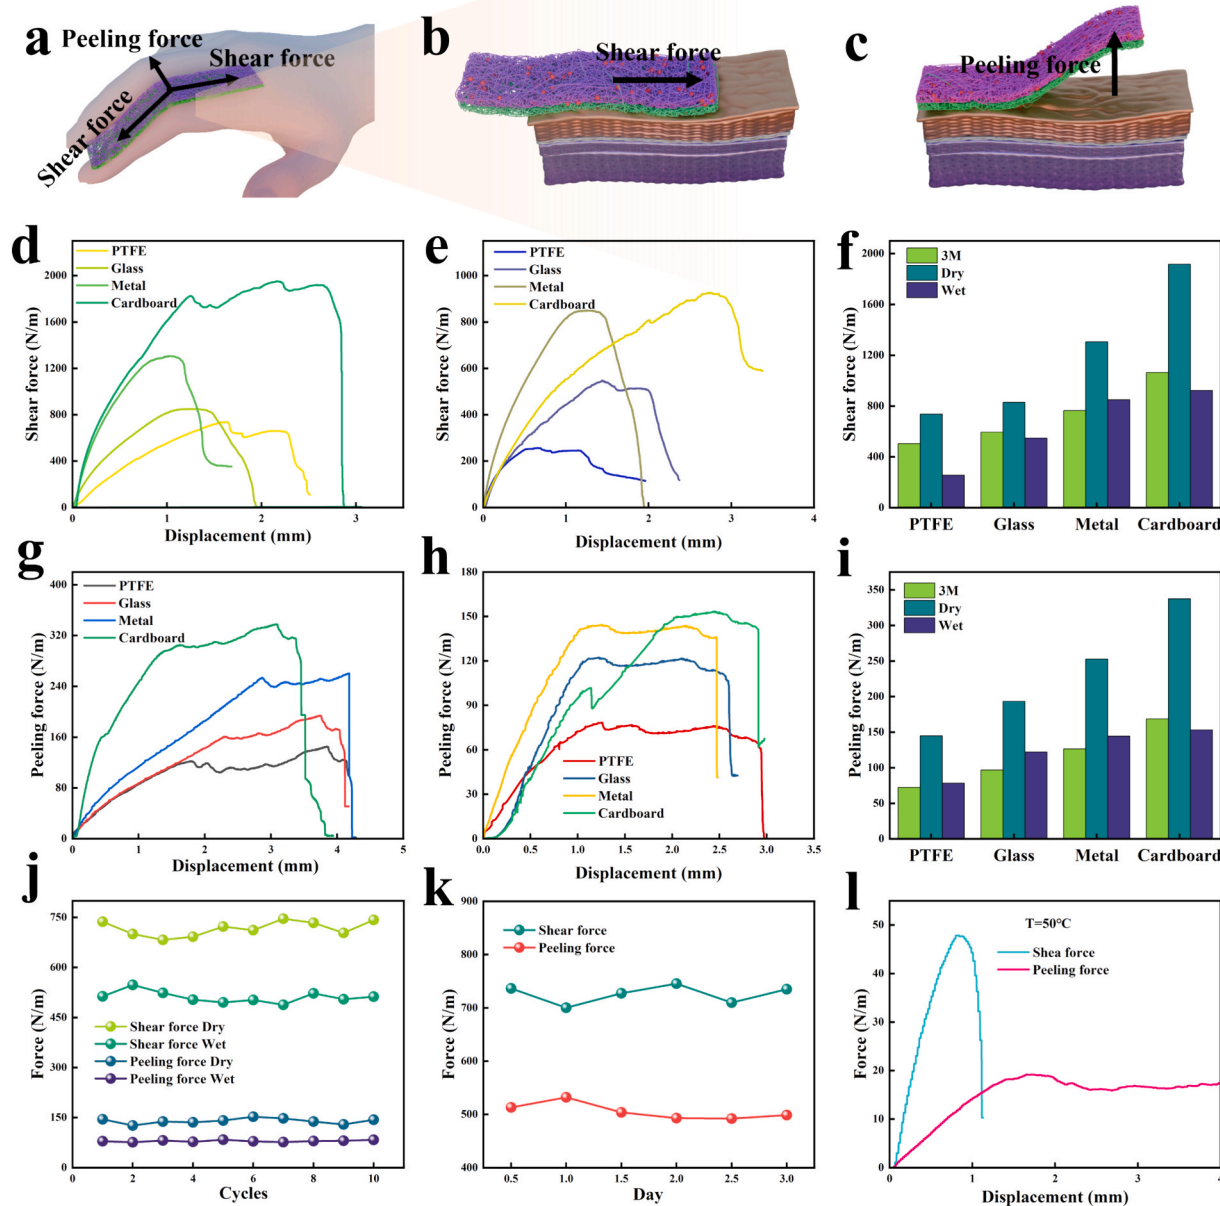 a
Peeling force
Shear force
Shear force
b
Shear force
c
Peeling force
d
PTFE
Glass
Metal
Cardboard
2000
1600
1200
800
400
0
Shear force (N/m)
0 1 2 3
Displacement (mm)
e
PTFE
Glass
Metal
Cardboard
1000
800
600
400
200
0
Shear force (N/m)
0 1 2 3 4
Displacement (mm)
f
3M
Dry
Wet
2000
1600
1200
800
400
0
Shear force (N/m)
PTFE Glass Metal Cardboard
g
PTFE
Glass
Metal
Cardboard
400
320
240
160
80
0
Peeling force (N/m)
0 1 2 3 4 5
Displacement (mm)
h
180
150
120
90
60
30
0
Peeling force (N/m)
PTFE
Glass
Metal
Cardboard
0.0 0.5 1.0 1.5 2.0 2.5 3.0 3.5
Displacement (mm)
i
3M
Dry
Wet
350
300
250
200
150
100
50
0
Peeling force (N/m)
PTFE Glass Metal Cardboard
j
750
600
450
300
150
0
Force (N/m)
Shear force Dry
Shear force Wet
Peeling force Dry
Peeling force Wet
0 2 4 6 8 10
Cycles
k
900
800
700
600
500
400
Force (N/m)
Shear force
Peeling force
0.5 1.0 1.5 2.0 2.5 3.0
Day
l
T=50°C
Shea force
Peeling force
50
40
30
20
10
0
Force (N/m)
0 1 2 3 4
Displacement (mm)